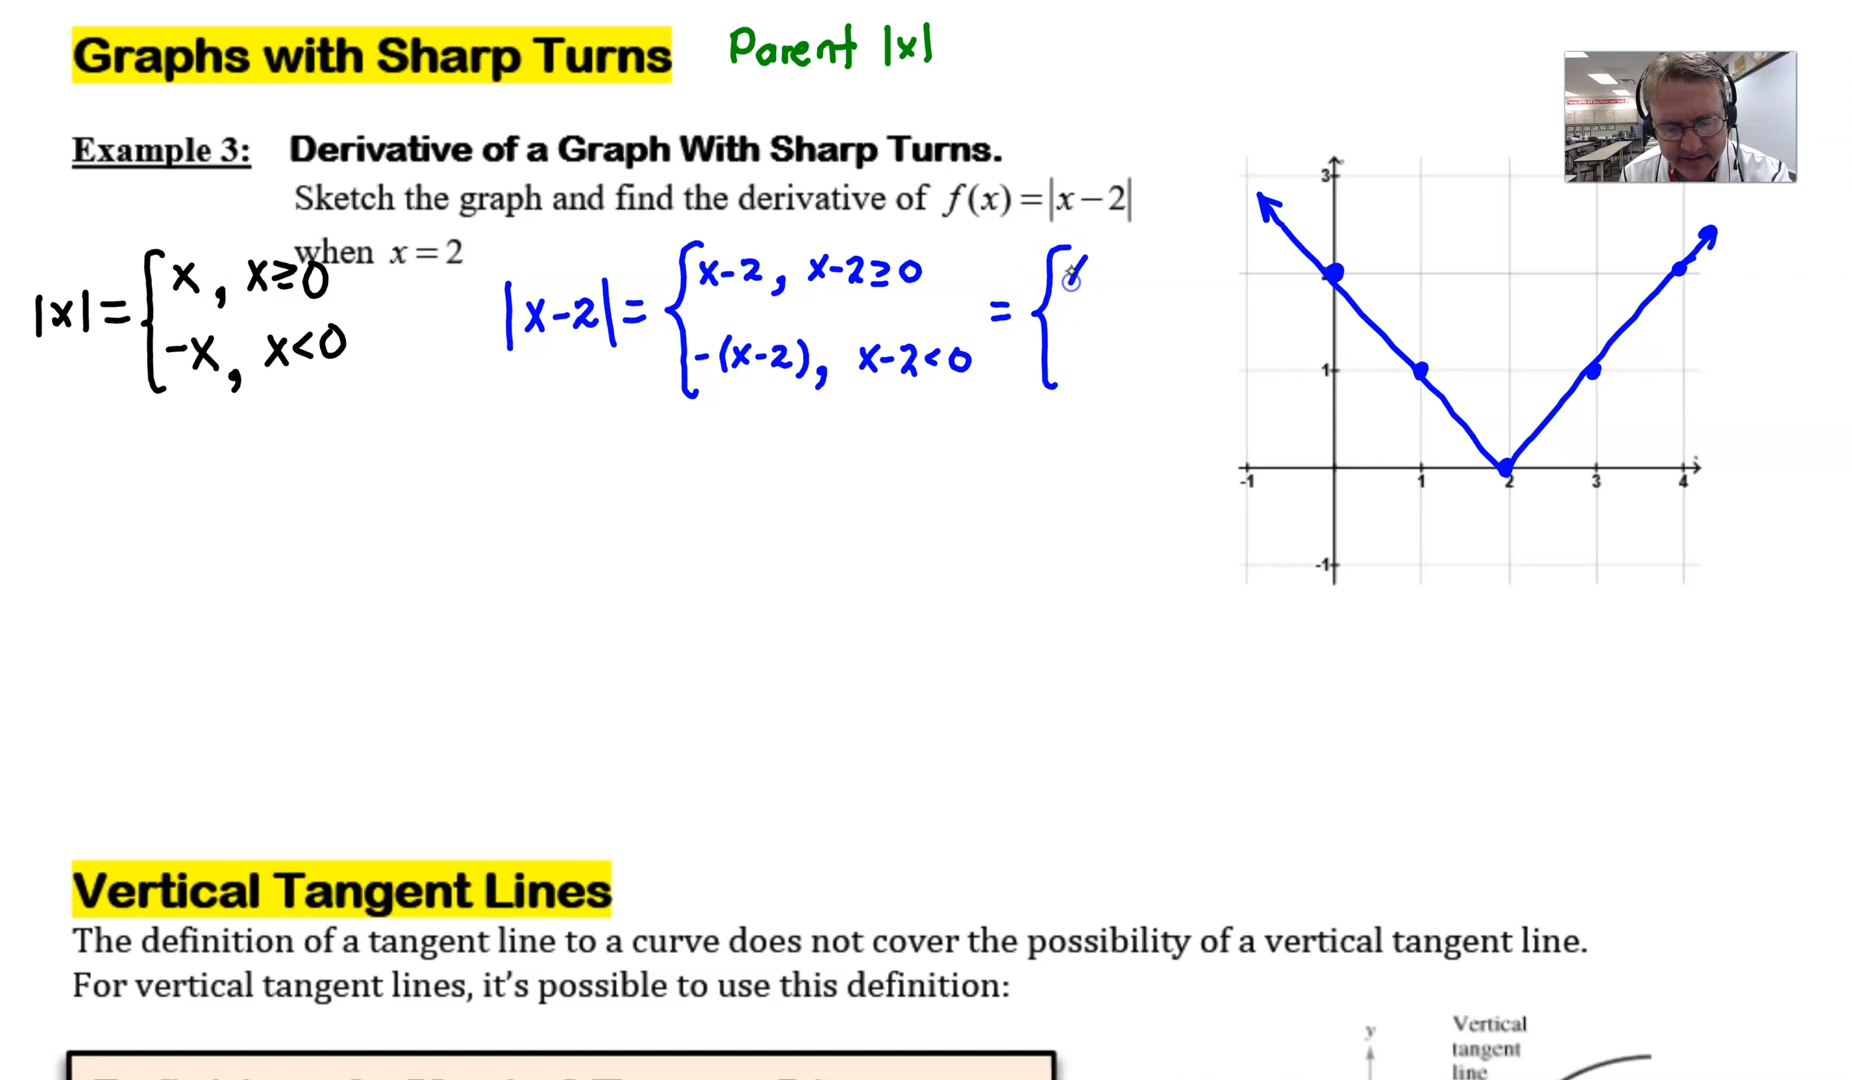 Graphs with Sharp Turns Parent |x|
Example 3: Derivative of a Graph With Sharp Turns.
Sketch the graph and find the derivative of f(x)=|x−2|
when x=2
|x|= { x, x≥0
-x, x<0
|x-2|= { x-2, x-2≥0
-(x-2), x-2<0
= {
3
1
-1
-1 1 2 3 4
Vertical Tangent Lines
The definition of a tangent line to a curve does not cover the possibility of a vertical tangent line.
For vertical tangent lines, it's possible to use this definition:
y
Vertical
tangent
line